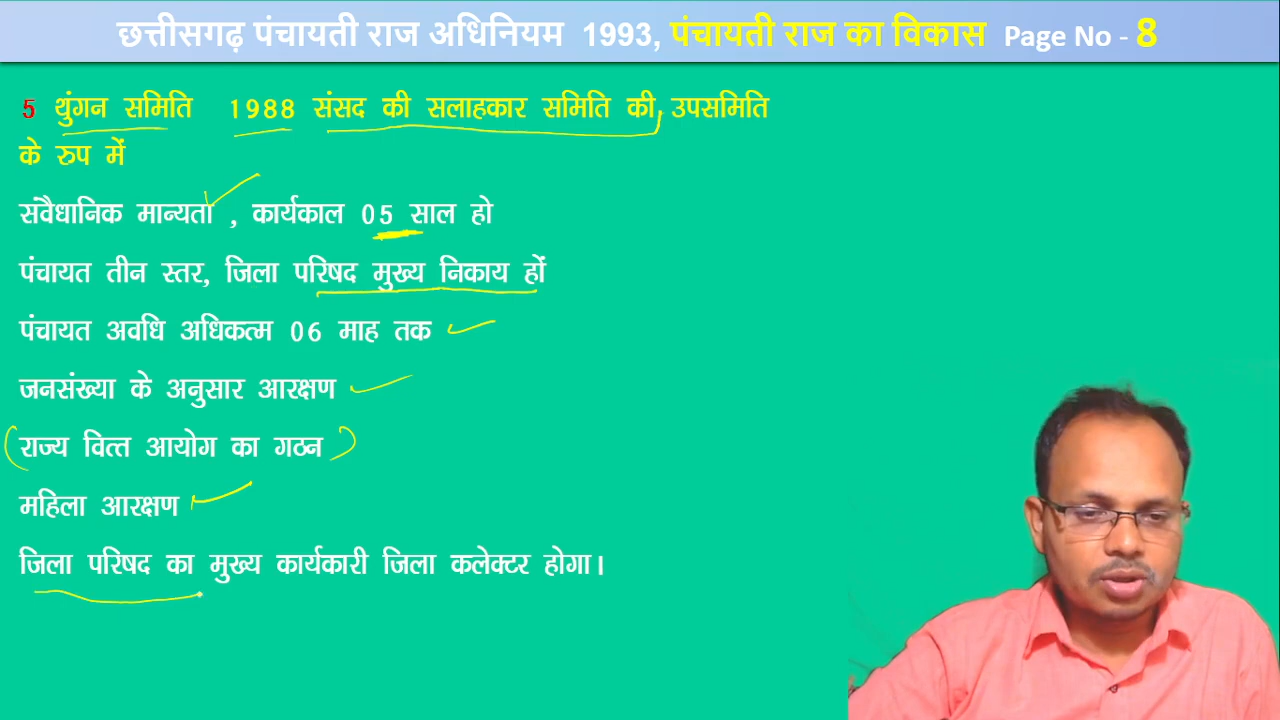 छत्तीसगढ़ पंचायती राज अधिनियम 1993, पंचायती राज का विकास Page No - 8
5 थुंगन समिति 1988 संसद की सलाहकार समिति की उपसमिति
के रुप में
संवैधानिक मान्यता , कार्यकाल 05 साल हो
पंचायत तीन स्तर, जिला परिषद मुख्य निकाय हों
पंचायत अवधि अधिकत्म 06 माह तक
जनसंख्या के अनुसार आरक्षण
राज्य वित्त आयोग का गठन
महिला आरक्षण
जिला परिषद का मुख्य कार्यकारी जिला कलेक्टर होगा।